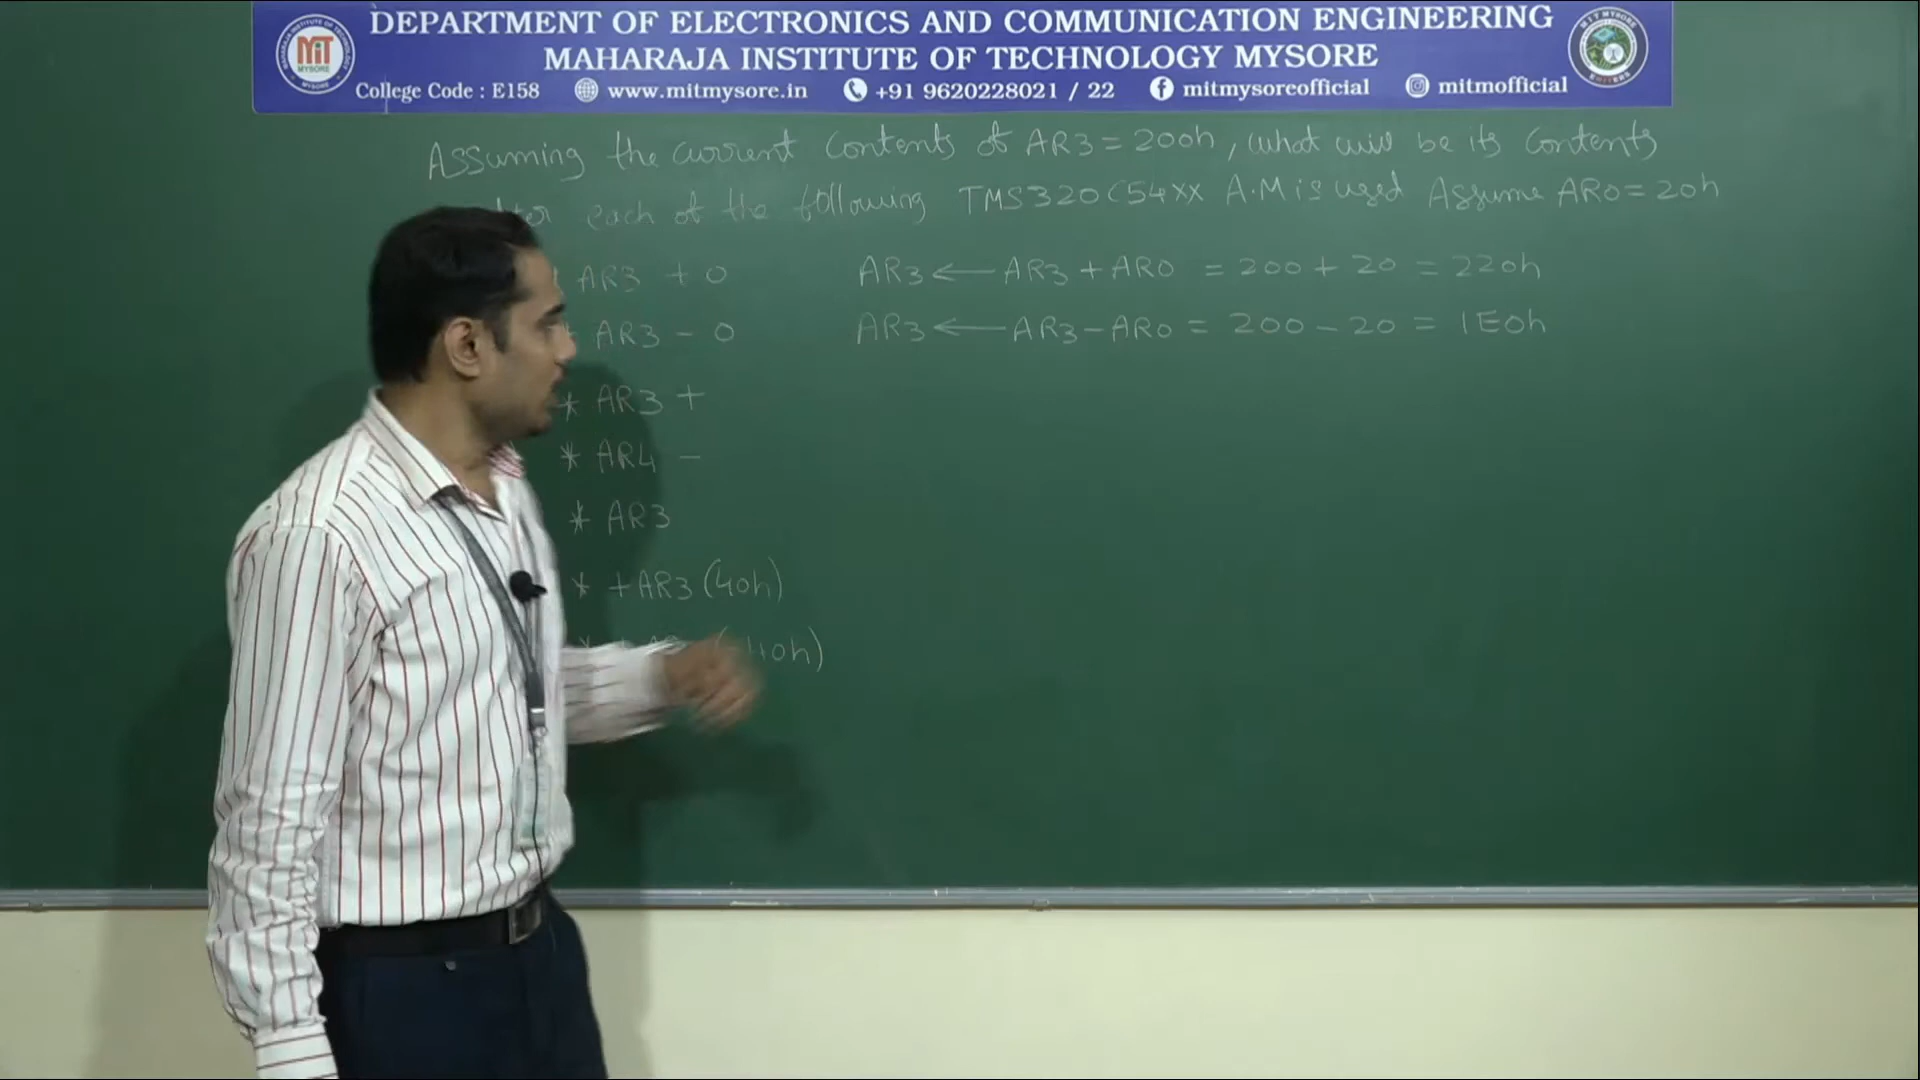 DEPARTMENT OF ELECTRONICS AND COMMUNICATION ENGINEERING
MAHARAJA INSTITUTE OF TECHNOLOGY MYSORE
College Code : E158 www.mitmysore.in +91 9620228021 / 22 mitmysoreofficial mitmofficial
MIT
MYSORE
Assuming the current contents of AR3 = 200h, what will be its contents
each of the following TMS320C54XX A.M is used Assume AR0 = 20h
AR3 + 0 AR3 ← AR3 + AR0 = 200 + 20 = 220h
AR3 - 0 AR3 ← AR3 - AR0 = 200 - 20 = 1E0h
* AR3 +
* AR4 -
* AR3
* +AR3 (40h)
40h)